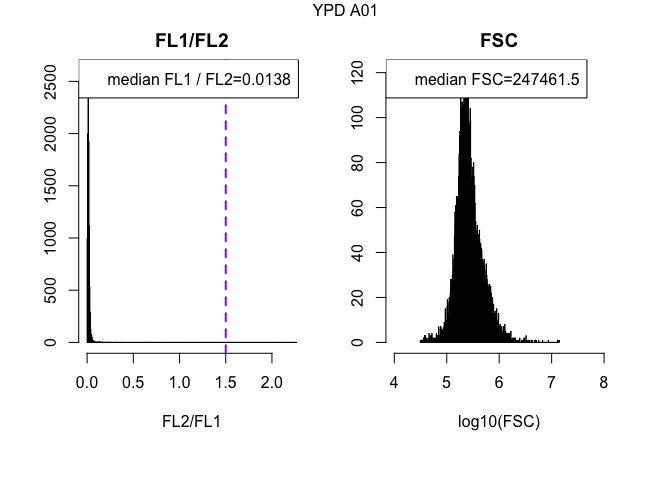 YPD A01
FL1/FL2
median FL1 / FL2=0.0138
2500
2000
1500
1000
500
0
0.0 0.5 1.0 1.5 2.0
FL2/FL1
FSC
median FSC=247461.5
120
100
80
60
40
20
0
4 5 6 7 8
log10(FSC)